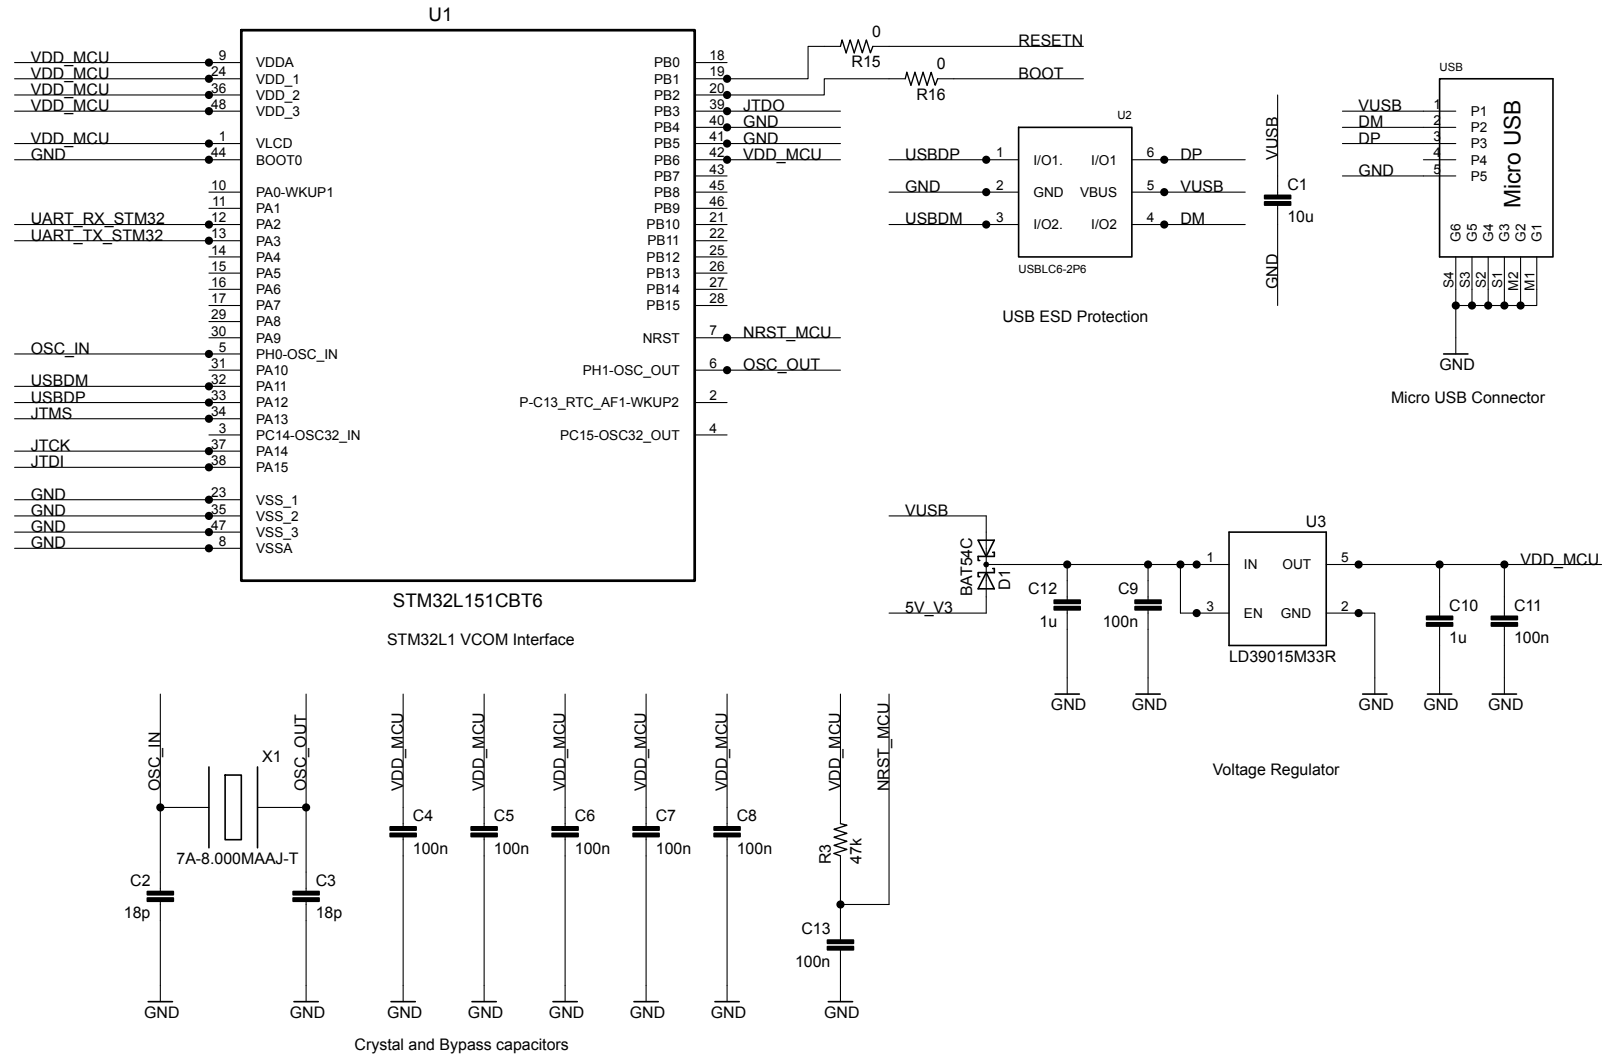 U1
VDD_MCU 9 VDDA
VDD_MCU 24 VDD_1
VDD_MCU 36 VDD_2
VDD_MCU 48 VDD_3
VDD_MCU 1 VLCD
GND 44 BOOT0
10 PA0-WKUP1
11 PA1
UART_RX_STM32 12 PA2
UART_TX_STM32 13 PA3
14 PA4
15 PA5
16 PA6
17 PA7
29 PA8
30 PA9
OSC_IN 5 PH0-OSC_IN
31 PA10
USBDM 32 PA11
USBDP 33 PA12
JTMS 34 PA13
3 PC14-OSC32_IN
JTCK 37 PA14
JTDI 38 PA15
GND 23 VSS_1
GND 35 VSS_2
GND 47 VSS_3
GND 8 VSSA
PB0 18
PB1 19
PB2 20
PB3 39 JTDO
PB4 40 GND
PB5 41 GND
PB6 42 VDD_MCU
PB7 43
PB8 45
PB9 46
PB10 21
PB11 22
PB12 25
PB13 26
PB14 27
PB15 28
NRST 7 NRST_MCU
PH1-OSC_OUT 6 OSC_OUT
P-C13_RTC_AF1-WKUP2 2
PC15-OSC32_OUT 4
STM32L151CBT6
STM32L1 VCOM Interface
0
R15
RESETN
0
R16
BOOT
U2
USBDP 1 I/O1. I/O1 6 DP
GND 2 GND VBUS 5 VUSB
USBDM 3 I/O2. I/O2 4 DM
USBLC6-2P6
USB ESD Protection
VUSB
C1
10u
GND
USB
VUSB 1 P1
DM 2 P2
DP 3 P3
4 P4
GND 5 P5
Micro USB
G6 G5 G4 G3 G2 G1
S4 S3 S2 S1 M2 M1
GND
Micro USB Connector
VUSB
BAT54C
D1
5V_V3
C12
1u
GND
C9
100n
GND
U3
1 IN OUT 5
3 EN GND 2
LD39015M33R
GND
VDD_MCU
C10
1u
GND
C11
100n
GND
Voltage Regulator
OSC_IN
X1
OSC_OUT
7A-8.000MAAJ-T
C2
18p
GND
C3
18p
GND
VDD_MCU
C4
100n
GND
VDD_MCU
C5
100n
GND
VDD_MCU
C6
100n
GND
VDD_MCU
C7
100n
GND
VDD_MCU
C8
100n
GND
VDD_MCU
NRST_MCU
R3
47k
C13
100n
GND
Crystal and Bypass capacitors